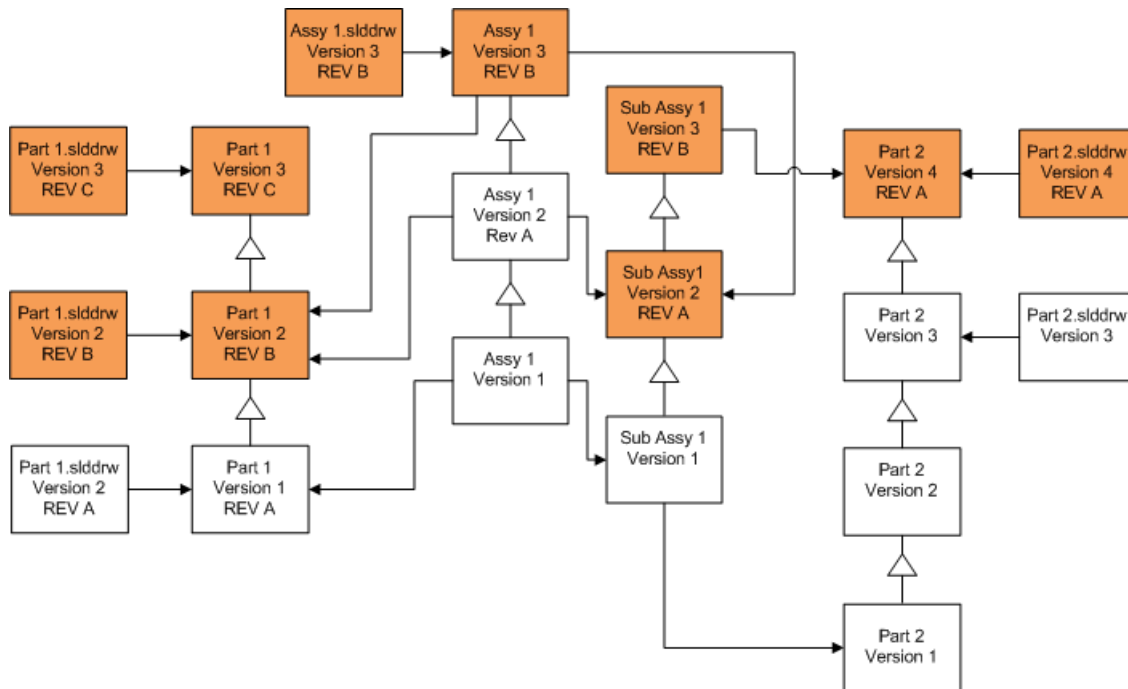 Assy 1.slddrw
Version 3
REV B
Assy 1
Version 3
REV B
Sub Assy 1
Version 3
REV B
Part 1.slddrw
Version 3
REV C
Part 1
Version 3
REV C
Part 2
Version 4
REV A
Part 2.slddrw
Version 4
REV A
Assy 1
Version 2
Rev A
Sub Assy1
Version 2
REV A
Part 1.slddrw
Version 2
REV B
Part 1
Version 2
REV B
Part 2
Version 3
Part 2.slddrw
Version 3
Assy 1
Version 1
Sub Assy 1
Version 1
Part 1.slddrw
Version 2
REV A
Part 1
Version 1
REV A
Part 2
Version 2
Part 2
Version 1